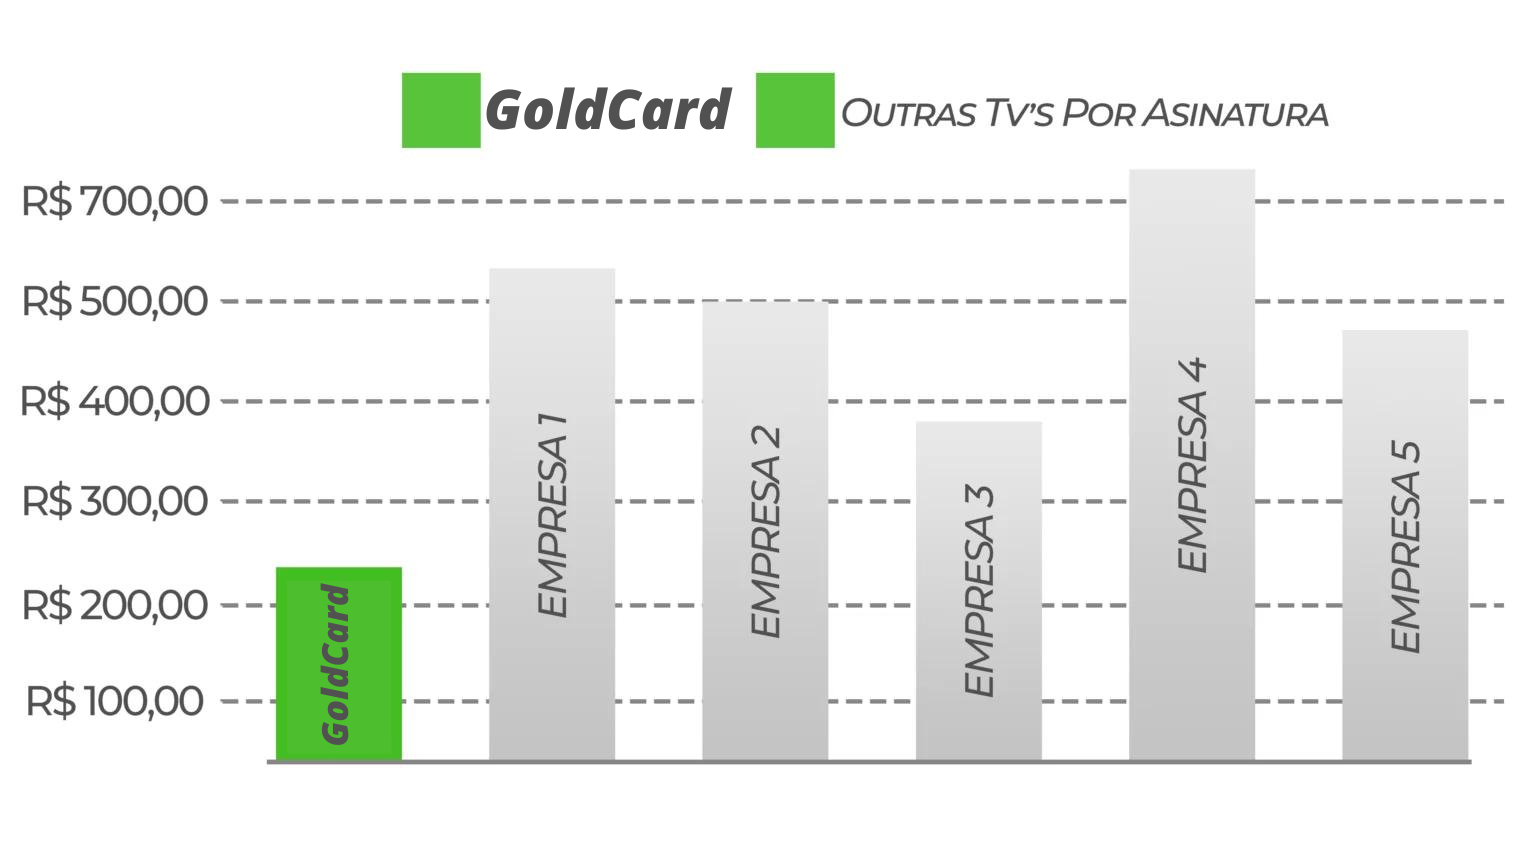 GoldCard
OUTRAS TV'S POR ASINATURA
R$ 700,00
R$ 500,00
R$ 400,00
R$ 300,00
R$ 200,00
R$ 100,00
GoldCard
EMPRESA 1
EMPRESA 2
EMPRESA 3
EMPRESA 4
EMPRESA 5